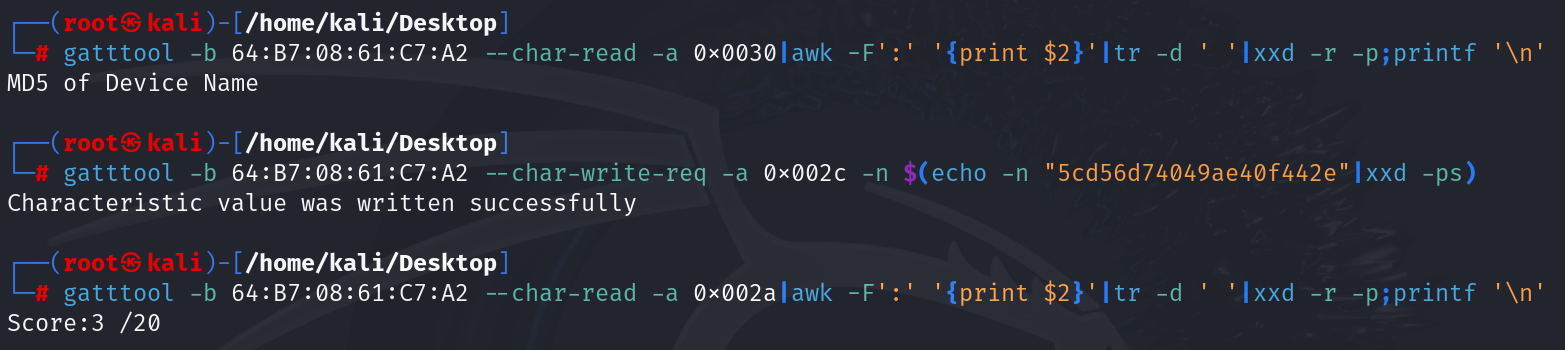 ┌──(root㉿kali)-[/home/kali/Desktop]
└─# gatttool -b 64:B7:08:61:C7:A2 --char-read -a 0x0030|awk -F':' '{print $2}'|tr -d ' '|xxd -r -p;printf '\n'
MD5 of Device Name
┌──(root㉿kali)-[/home/kali/Desktop]
└─# gatttool -b 64:B7:08:61:C7:A2 --char-write-req -a 0x002c -n $(echo -n "5cd56d74049ae40f442e"|xxd -ps)
Characteristic value was written successfully
┌──(root㉿kali)-[/home/kali/Desktop]
└─# gatttool -b 64:B7:08:61:C7:A2 --char-read -a 0x002a|awk -F':' '{print $2}'|tr -d ' '|xxd -r -p;printf '\n'
Score:3 /20